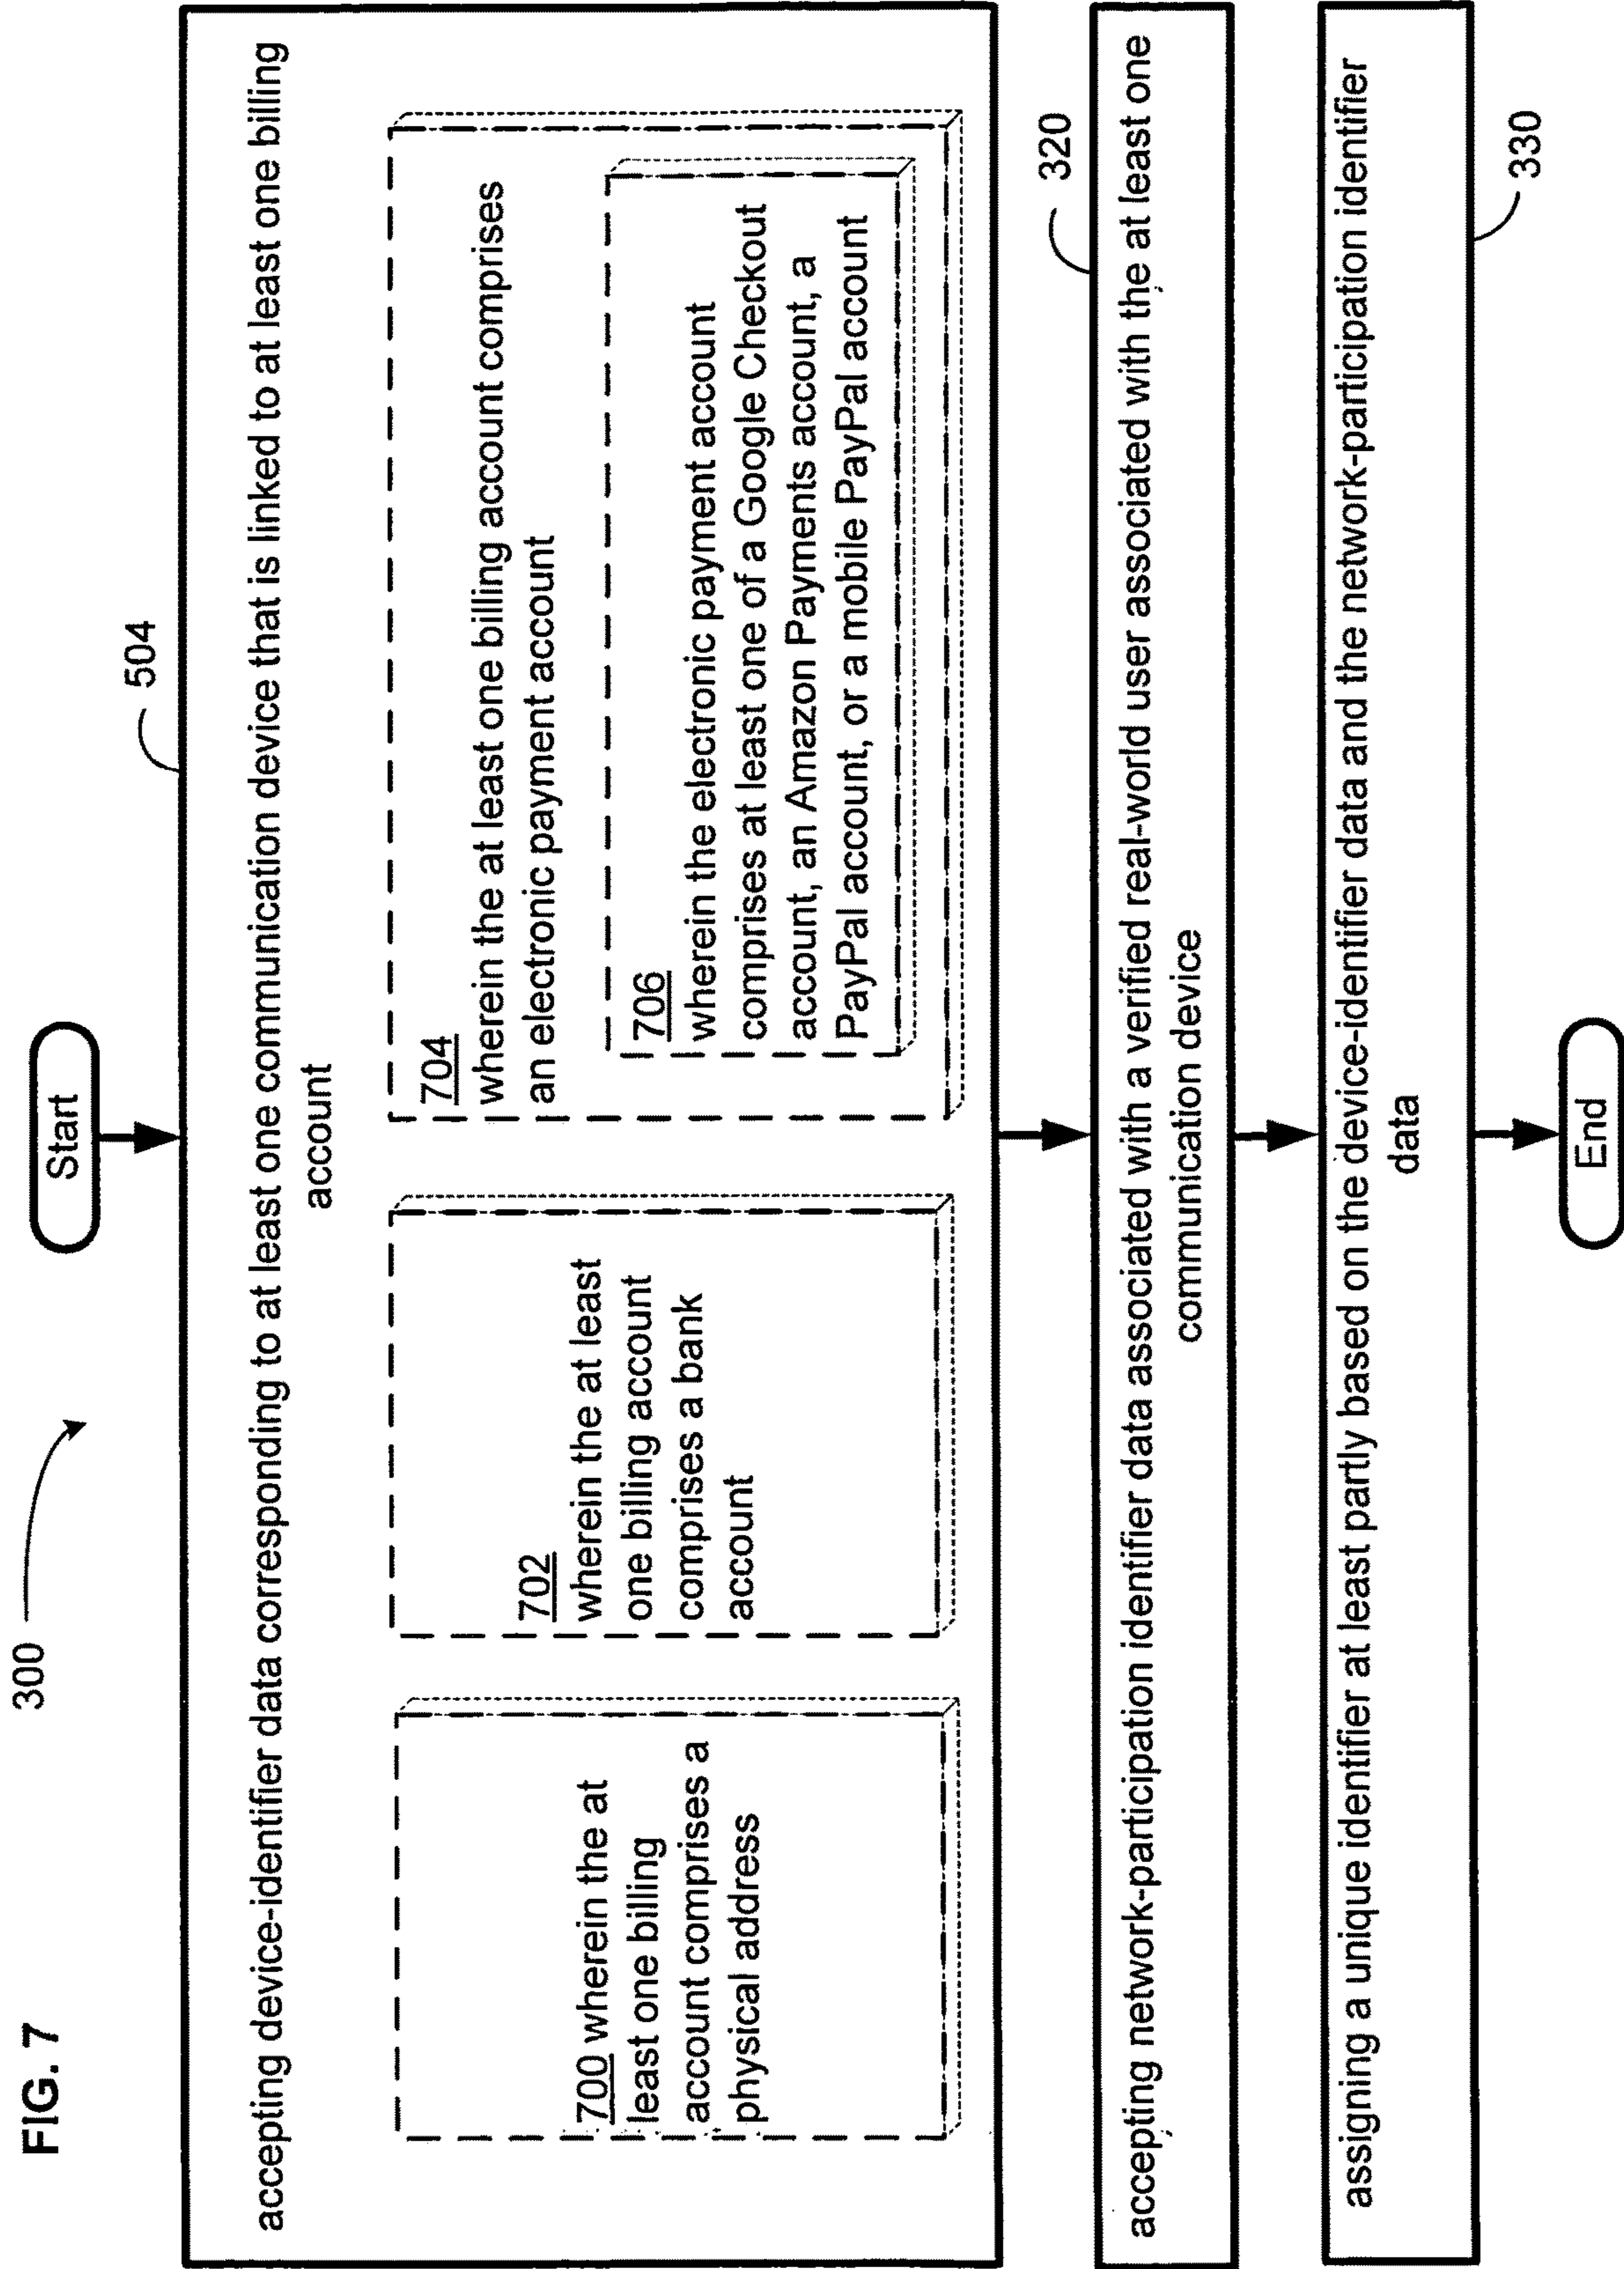 FIG. 7
300
Start
504
accepting device-identifier data corresponding to at least one communication device that is linked to at least one billing
account
700 wherein the at
least one billing
account comprises a
physical address
702
wherein the at least
one billing account
comprises a bank
account
704
wherein the at least one billing account comprises
an electronic payment account
706
wherein the electronic payment account
comprises at least one of a Google Checkout
account, an Amazon Payments account, a
PayPal account, or a mobile PayPal account
320
accepting network-participation identifier data associated with a verified real-world user associated with the at least one
communication device
330
assigning a unique identifier at least partly based on the device-identifier data and the network-participation identifier
data
End